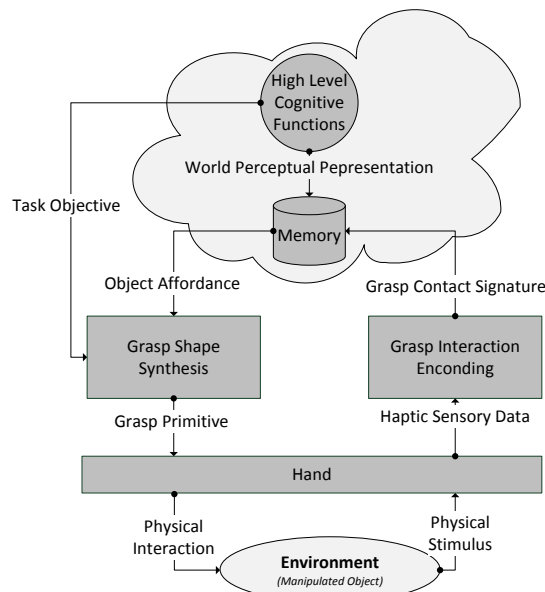 High Level
Cognitive
Functions
World Perceptual Pepresentation
Task Objective
Memory
Object Affordance
Grasp Contact Signature
Grasp Shape
Synthesis
Grasp Interaction
Enconding
Grasp Primitive
Haptic Sensory Data
Hand
Physical
Interaction
Physical
Stimulus
Environment
(Manipulated Object)